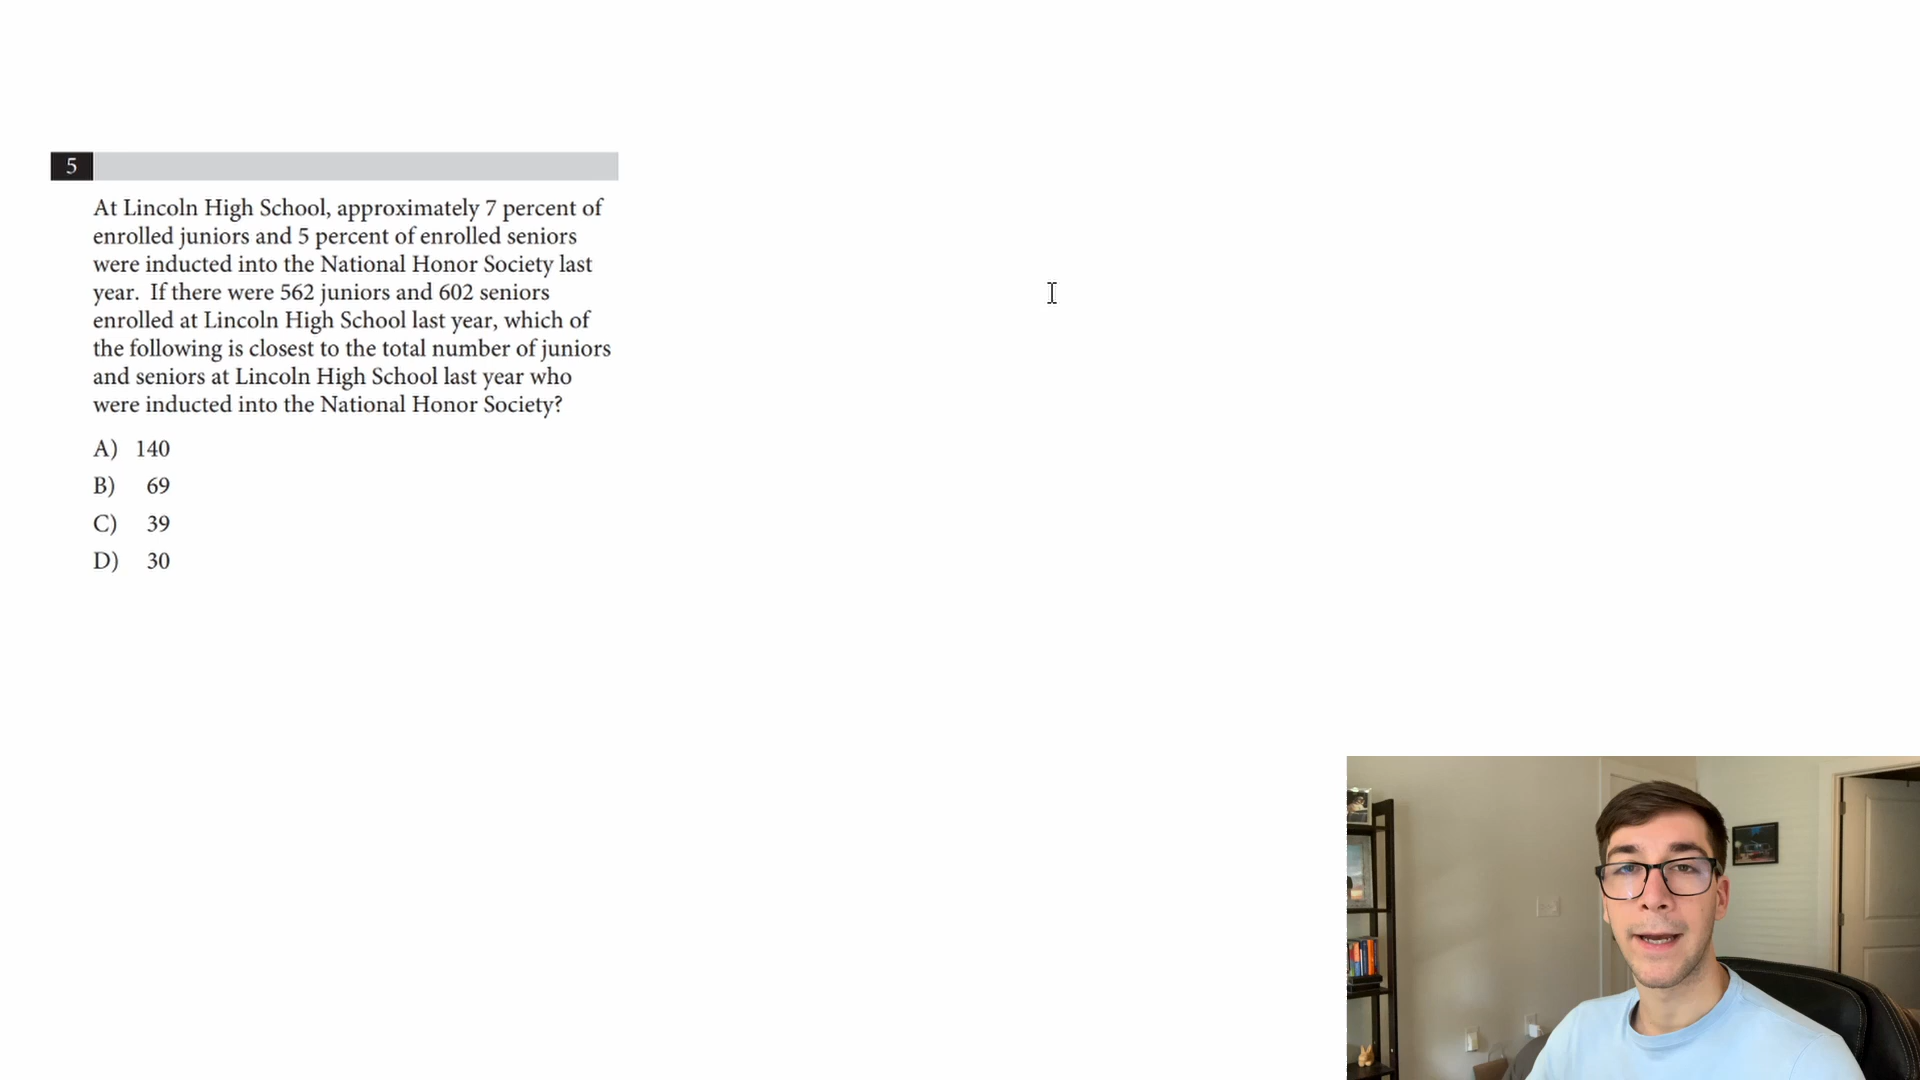 5
At Lincoln High School, approximately 7 percent of
enrolled juniors and 5 percent of enrolled seniors
were inducted into the National Honor Society last
year. If there were 562 juniors and 602 seniors
enrolled at Lincoln High School last year, which of
the following is closest to the total number of juniors
and seniors at Lincoln High School last year who
were inducted into the National Honor Society?
A) 140
B) 69
C) 39
D) 30